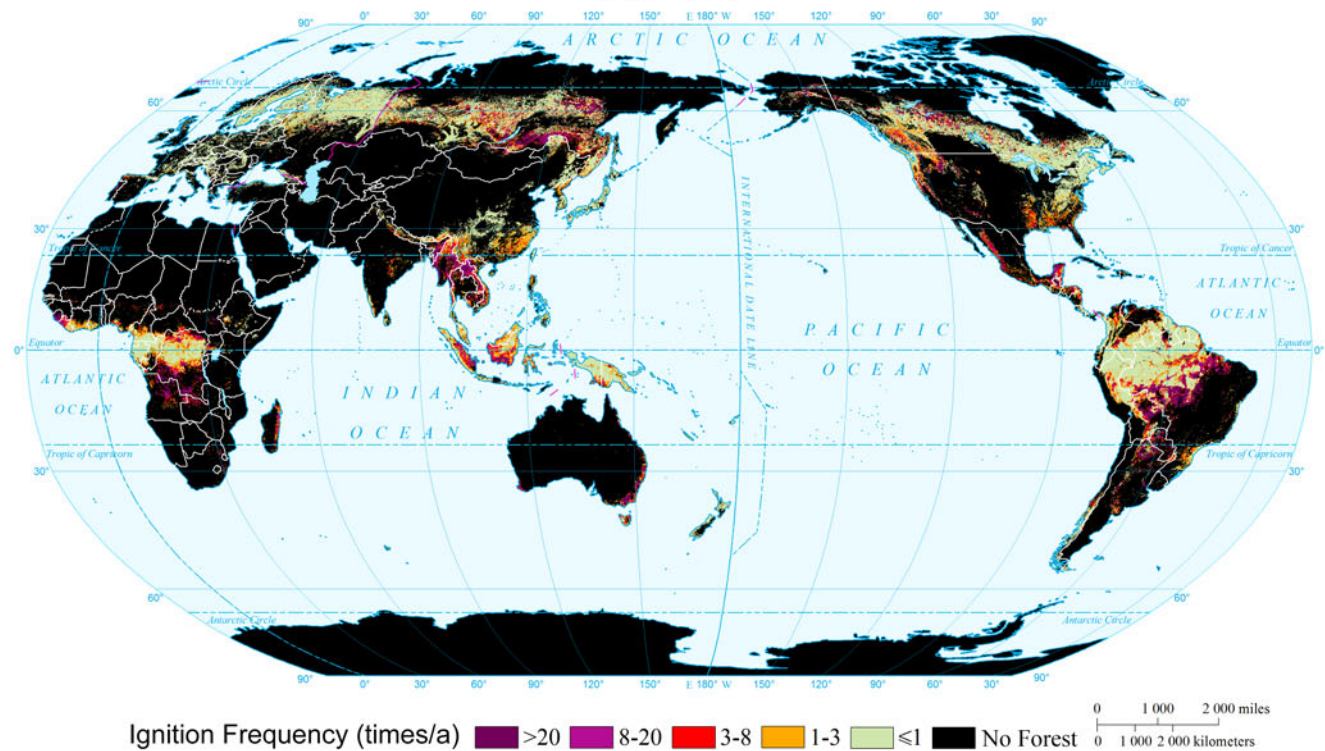 90° 0° 30° 60° 90° 120° 150° E 180° W 150° 120° 90° 60° 30° 90°
ARCTIC OCEAN
Arctic Circle Arctic Circle
60° 60°
INTERNATIONAL DATE LINE
30° 30°
Tropic of Cancer Tropic of Cancer
ATLANTIC
OCEAN
PACIFIC
OCEAN
Equator Equator
0° 0°
ATLANTIC
OCEAN
INDIAN
OCEAN
Tropic of Capricorn Tropic of Capricorn
30° 30°
60° 60°
Antarctic Circle Antarctic Circle
90° 0° 30° 60° 90° 120° 150° E 180° W 150° 120° 90° 60° 30° 90°
Ignition Frequency (times/a) >20 8-20 3-8 1-3 ≤1 No Forest
0 1 000 2 000 miles
0 1 000 2 000 kilometers